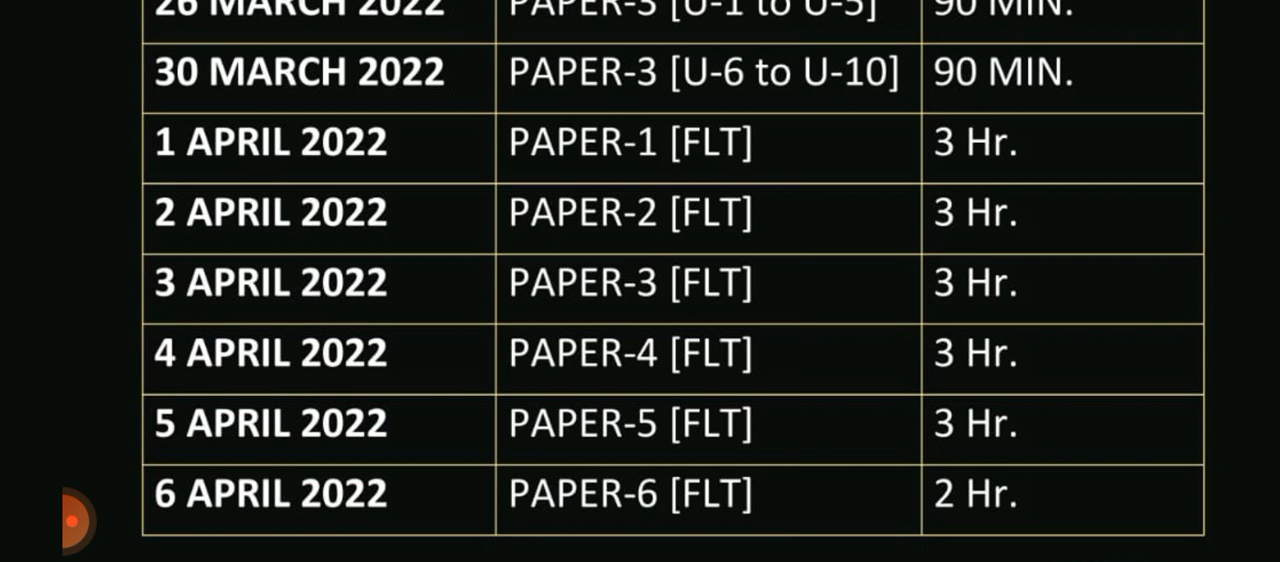 26 MARCH 2022 PAPER-3 [U-1 to U-5] 90 MIN.
30 MARCH 2022 PAPER-3 [U-6 to U-10] 90 MIN.
1 APRIL 2022 PAPER-1 [FLT] 3 Hr.
2 APRIL 2022 PAPER-2 [FLT] 3 Hr.
3 APRIL 2022 PAPER-3 [FLT] 3 Hr.
4 APRIL 2022 PAPER-4 [FLT] 3 Hr.
5 APRIL 2022 PAPER-5 [FLT] 3 Hr.
6 APRIL 2022 PAPER-6 [FLT] 2 Hr.